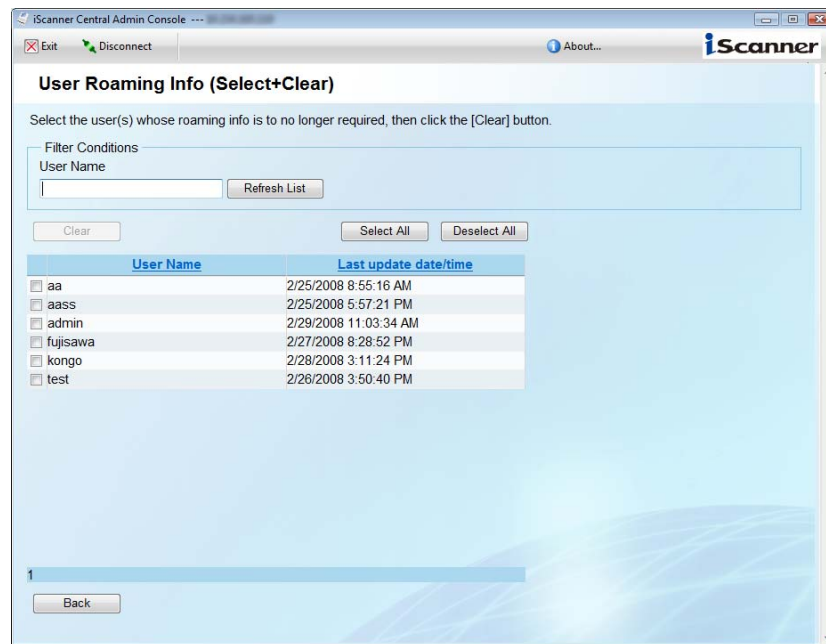 iScanner Central Admin Console ---
Exit Disconnect About... iScanner
User Roaming Info (Select+Clear)
Select the user(s) whose roaming info is to no longer required, then click the [Clear] button.
Filter Conditions
User Name
Refresh List
Clear Select All Deselect All
User Name Last update date/time
aa 2/25/2008 8:55:16 AM
aass 2/25/2008 5:57:21 PM
admin 2/29/2008 11:03:34 AM
fujisawa 2/27/2008 8:28:52 PM
kongo 2/28/2008 3:11:24 PM
test 2/26/2008 3:50:40 PM
1
Back